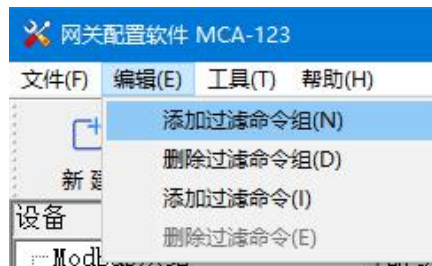 网关配置软件 MCA-123
文件(F) 编辑(E) 工具(T) 帮助(H)
添加过滤命令组(N)
删除过滤命令组(D)
新建
添加过滤命令(I)
设备
删除过滤命令(E)